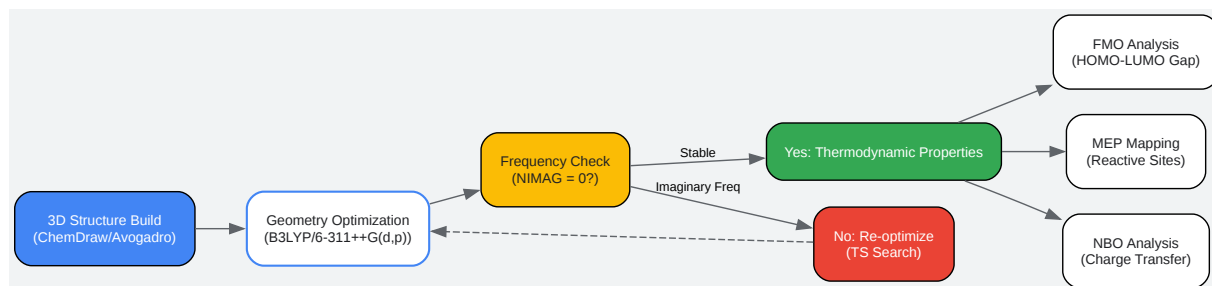 3D Structure Build
(ChemDraw/Avogadro)
Geometry Optimization
(B3LYP/6-311++G(d,p))
Frequency Check
(NIMAG = 0?)
Stable
Imaginary Freq
Yes: Thermodynamic Properties
No: Re-optimize
(TS Search)
FMO Analysis
(HOMO-LUMO Gap)
MEP Mapping
(Reactive Sites)
NBO Analysis
(Charge Transfer)